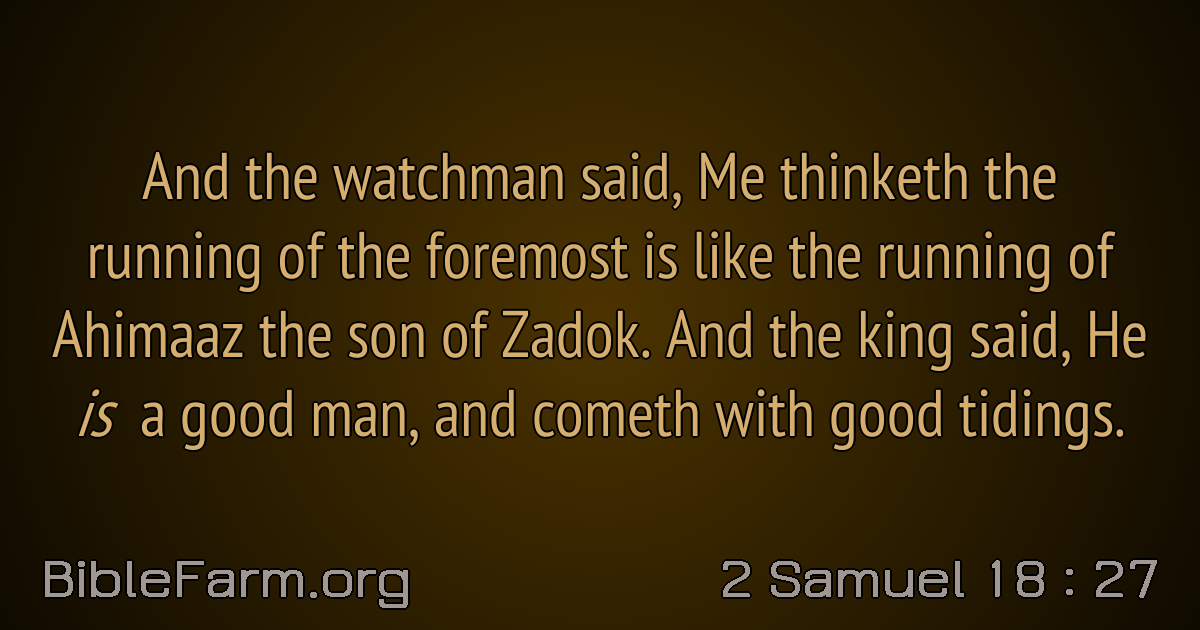 And the watchman said, Me thinketh the
running of the foremost is like the running of
Ahimaaz the son of Zadok. And the king said, He
is a good man, and cometh with good tidings.
BibleFarm.org
2 Samuel 18 : 27